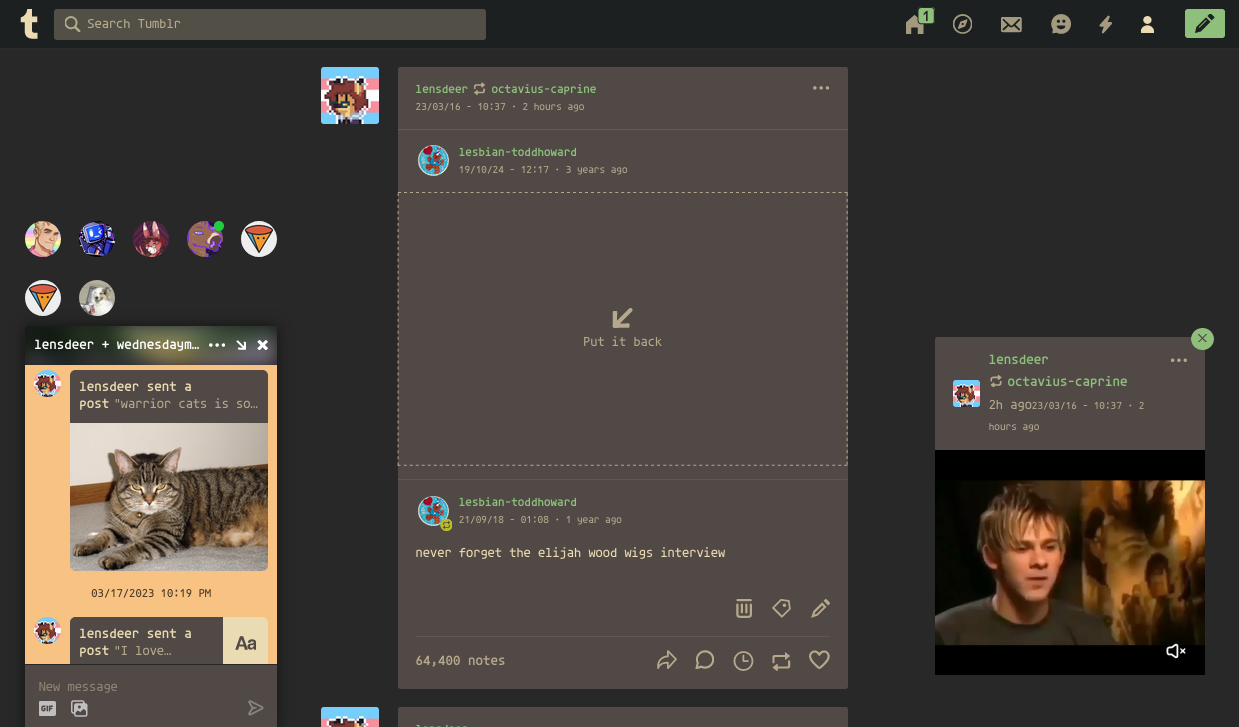 Search Tumblr
1
lensdeer octavius-caprine
23/03/16 - 10:37 · 2 hours ago
lesbian-toddhoward
19/10/24 - 12:17 · 3 years ago
Put it back
lesbian-toddhoward
21/09/18 - 01:08 · 1 year ago
never forget the elijah wood wigs interview
64,400 notes
lensdeer + wednesdaym…
lensdeer sent a
post "warrior cats is so…
03/17/2023 10:19 PM
lensdeer sent a
post "I love…
Aa
New message
GIF
lensdeer
octavius-caprine
2h ago23/03/16 - 10:37 · 2
hours ago